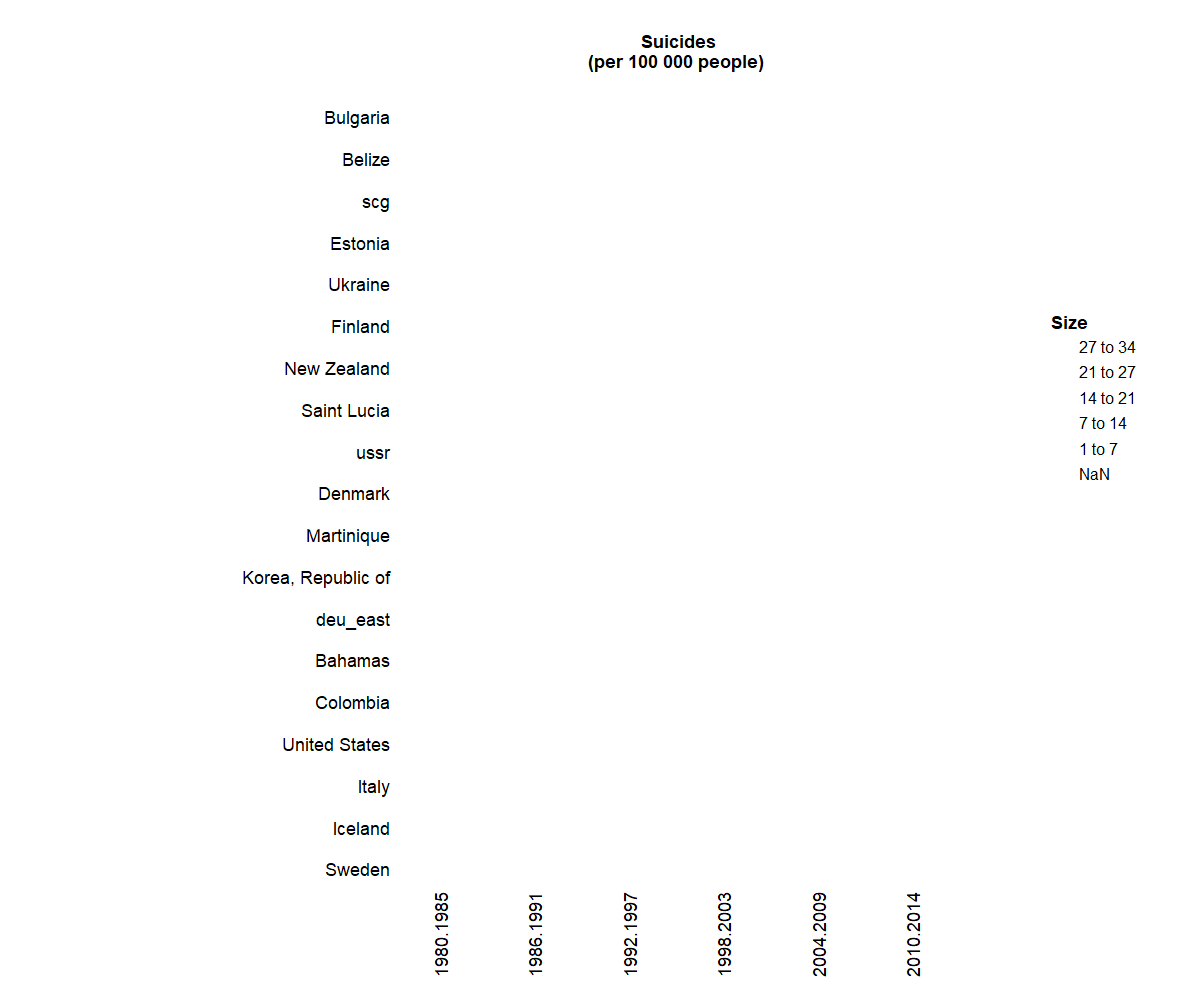 Suicides
(per 100 000 people)
Bulgaria
Belize
scg
Estonia
Ukraine
Finland
New Zealand
Saint Lucia
ussr
Denmark
Martinique
Korea, Republic of
deu_east
Bahamas
Colombia
United States
Italy
Iceland
Sweden
1980.1985
1986.1991
1992.1997
1998.2003
2004.2009
2010.2014
Size
27 to 34
21 to 27
14 to 21
7 to 14
1 to 7
NaN